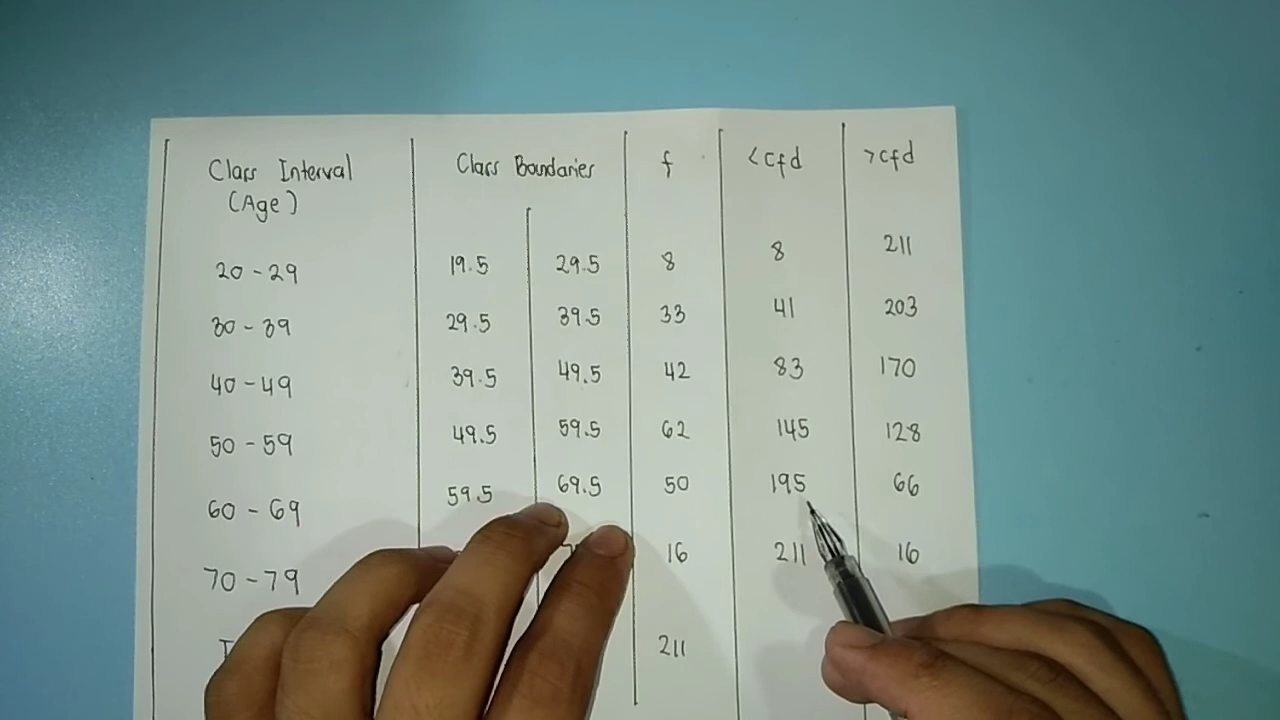 Class Interval (Age) Class Boundaries f <cfd >cfd
20 - 29 19.5 29.5 8 8 211
30 - 39 29.5 39.5 33 41 203
40 - 49 39.5 49.5 42 83 170
50 - 59 49.5 59.5 62 145 128
60 - 69 59.5 69.5 50 195 66
70 - 79 16 211 16
211